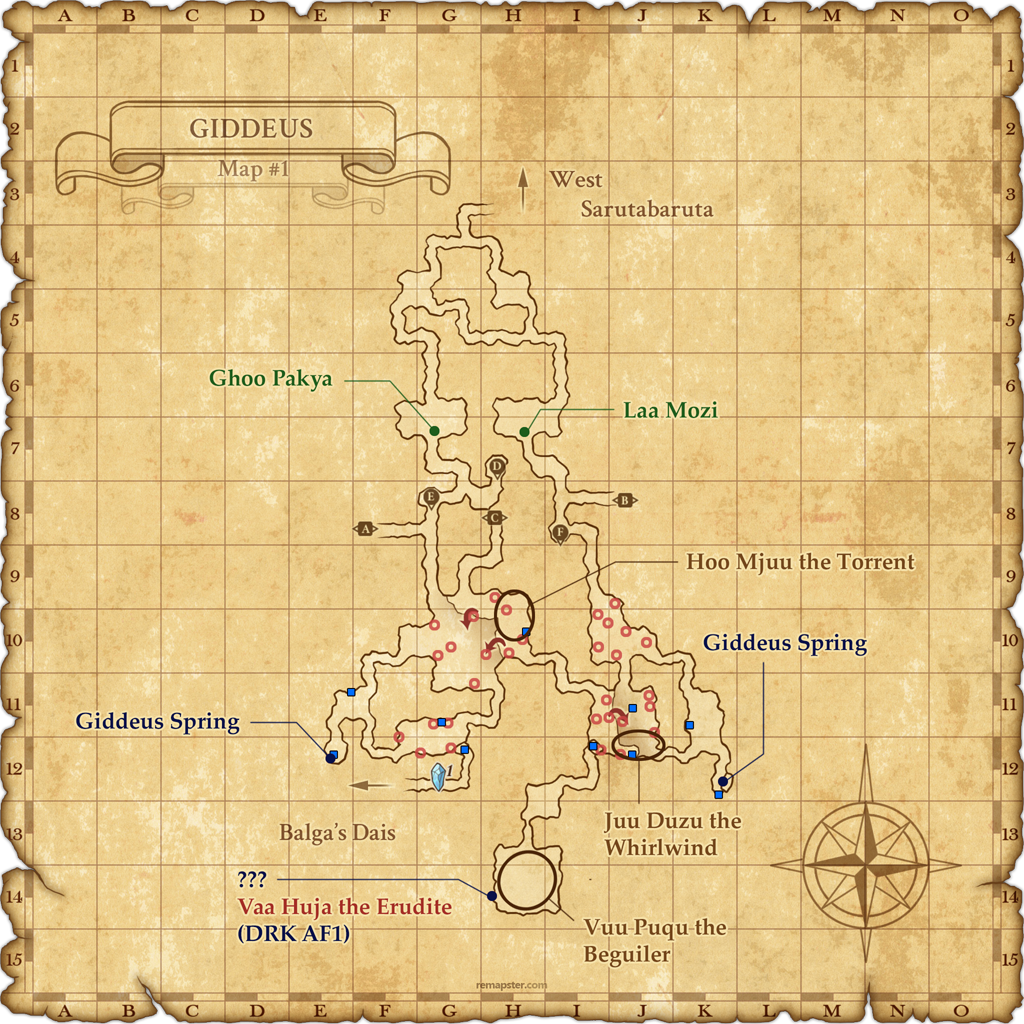 A B C D E F G H I J K L M N O
1 1
2 2
GIDDEUS
Map #1
3 3
West
Sarutabaruta
4 4
5 5
6 6
Ghoo Pakya
Laa Mozi
7 7
D
E
B
8 8
C
A
F
9 9
Hoo Mjuu the Torrent
10 10
Giddeus Spring
11 11
Giddeus Spring
12 12
1
Juu Duzu the
Whirlwind
13 13
Balga's Dais
???
14 14
Vaa Huja the Erudite
(DRK AF1)
Vuu Puqu the
Beguiler
15 15
remapster.com
A B C D E F G H I J K L M N O